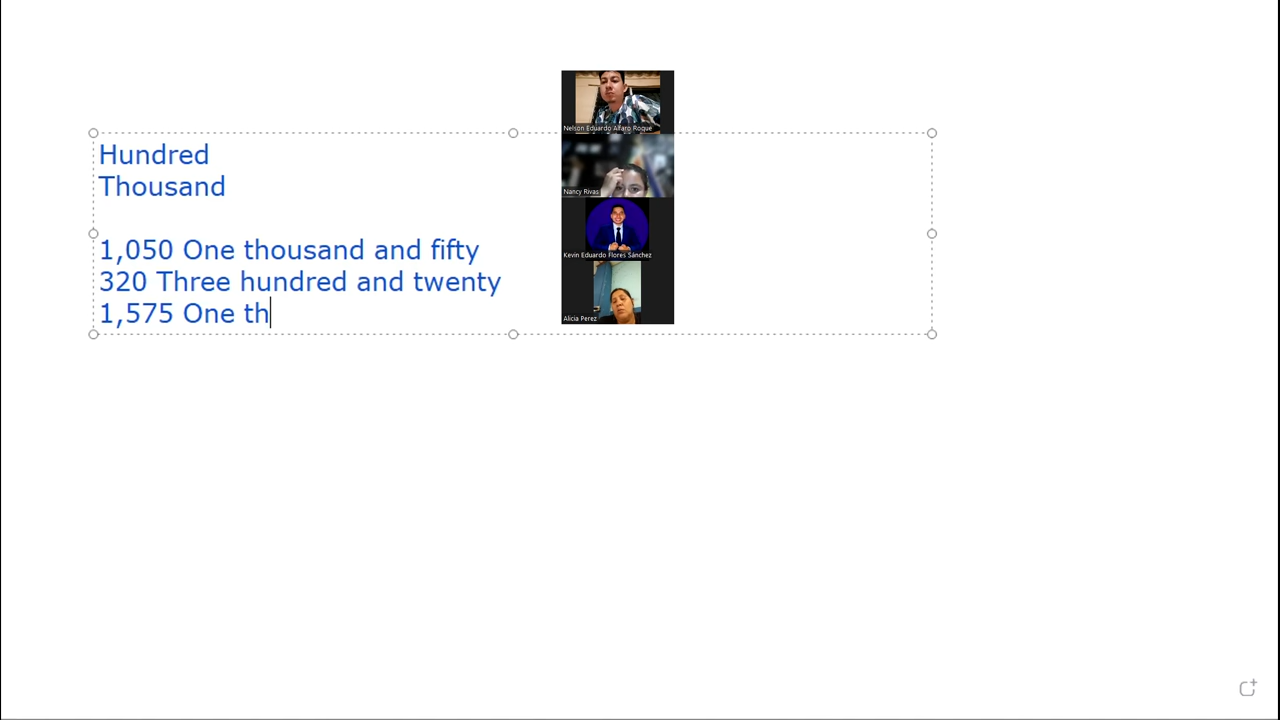 Hundred
Thousand
1,050 One thousand and fifty
320 Three hundred and twenty
1,575 One th
Nelson Eduardo Alfaro Roque
Nancy Rivas
Kevin Eduardo Flores Sánchez
Alicia Perez